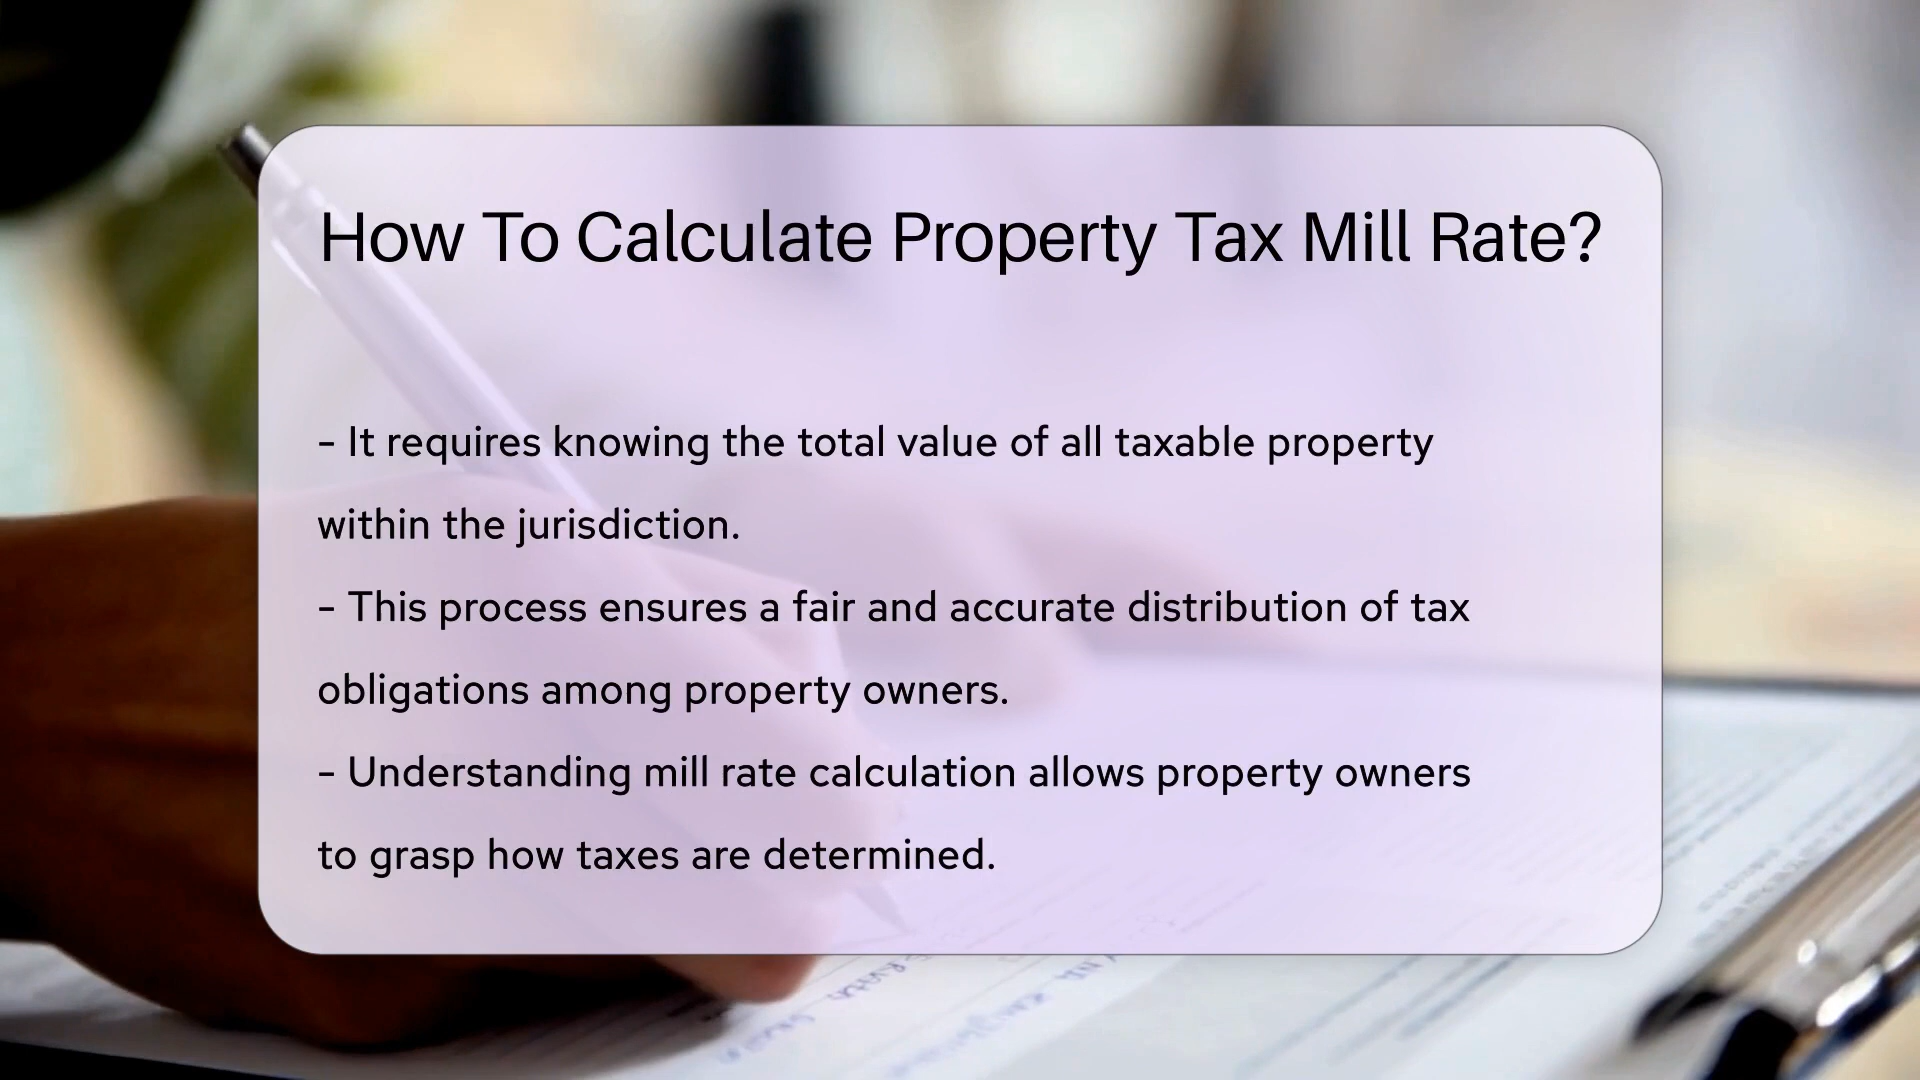 How To Calculate Property Tax Mill Rate?
- It requires knowing the total value of all taxable property
within the jurisdiction.
- This process ensures a fair and accurate distribution of tax
obligations among property owners.
- Understanding mill rate calculation allows property owners
to grasp how taxes are determined.